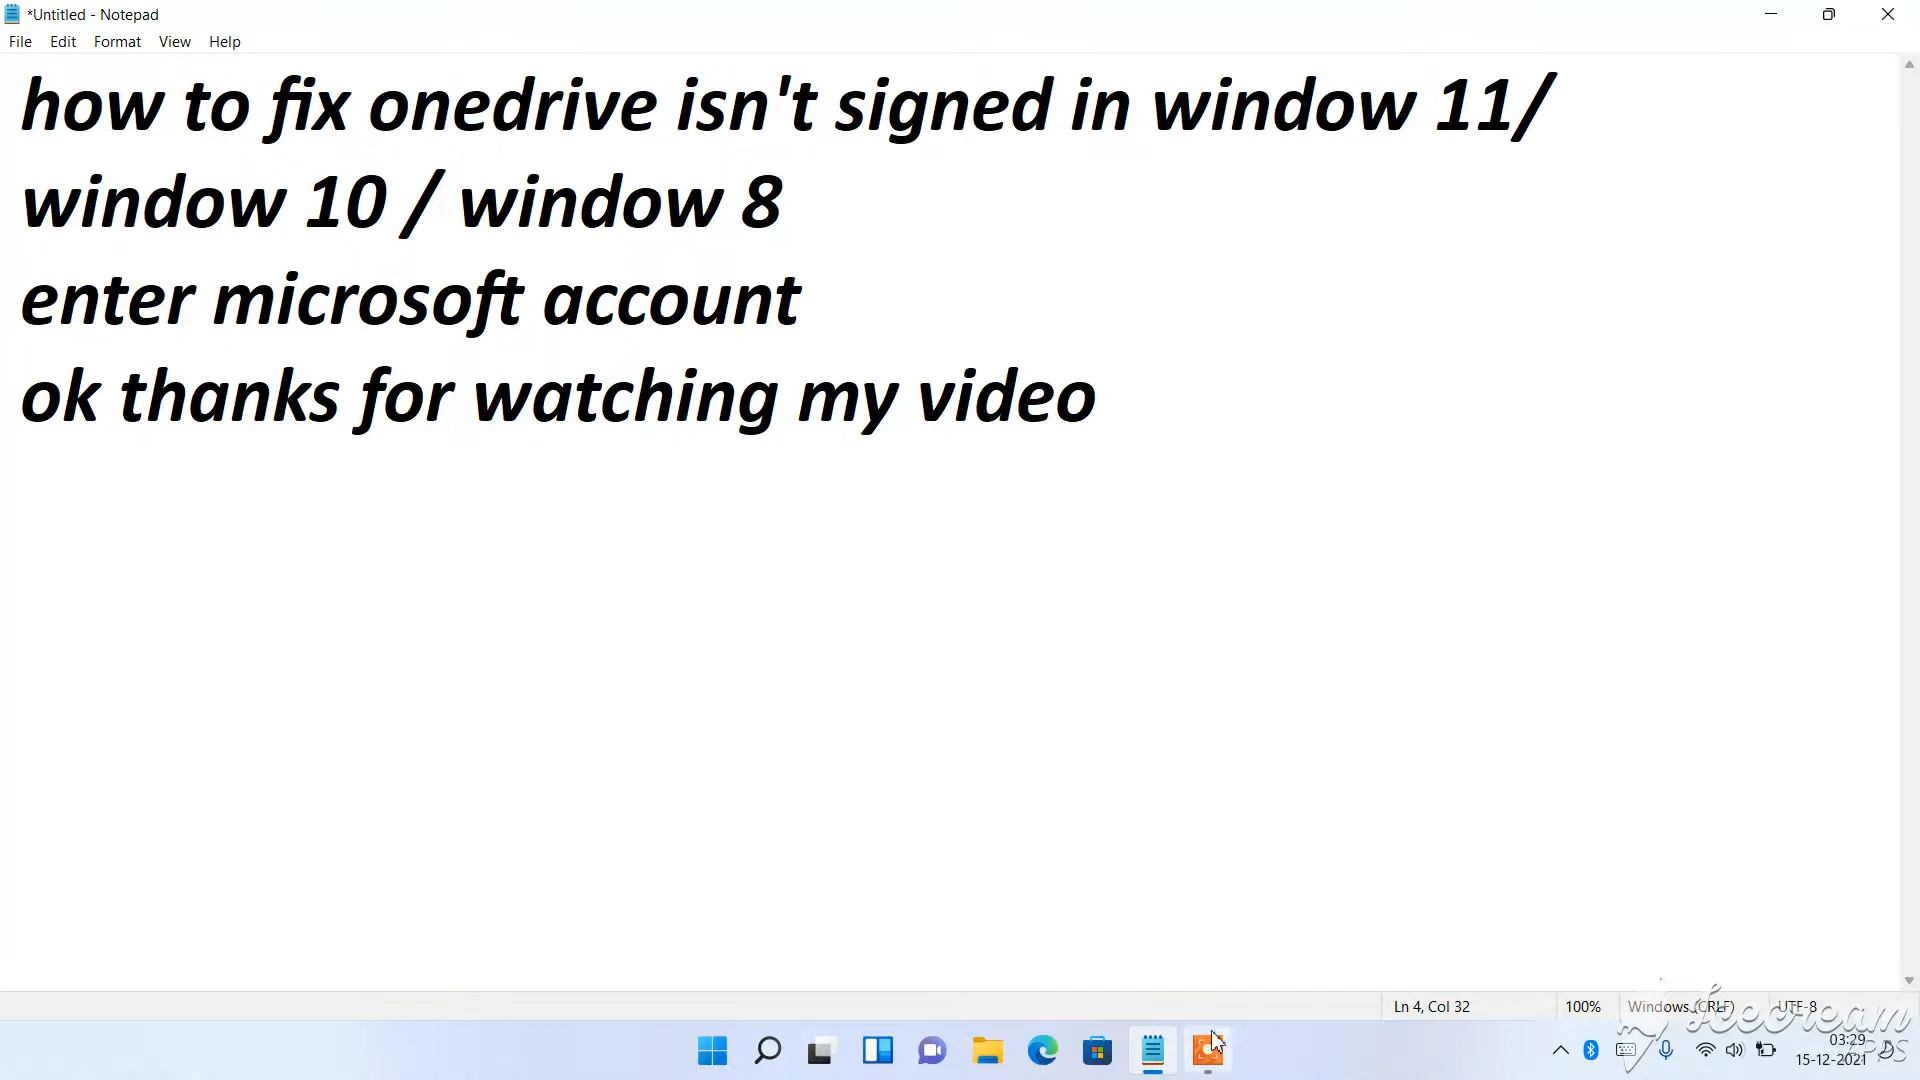 *Untitled - Notepad
File Edit Format View Help
how to fix onedrive isn't signed in window 11/
window 10 / window 8
enter microsoft account
ok thanks for watching my video
Ln 4, Col 32 100% Windows (CRLF) UTF-8
Icecream
APPS
03:29
15-12-2021